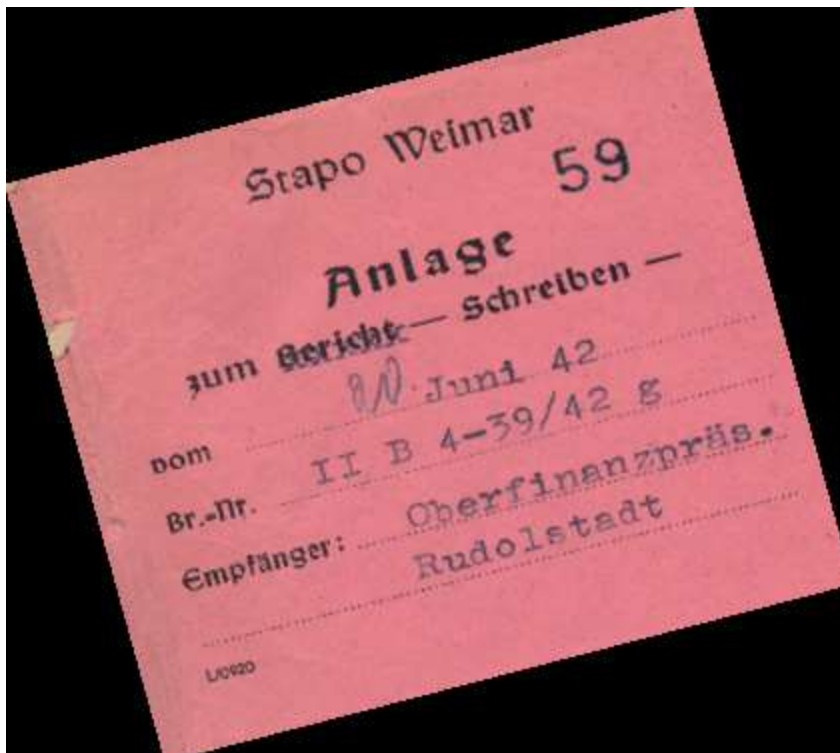 Stapo Weimar
59
Anlage
zum Bericht — Schreiben —
vom Juni 42
Br.-Nr. II B 4-39/42 g
Empfänger: Oberfinanzpräs.
Rudolstadt
L/0920